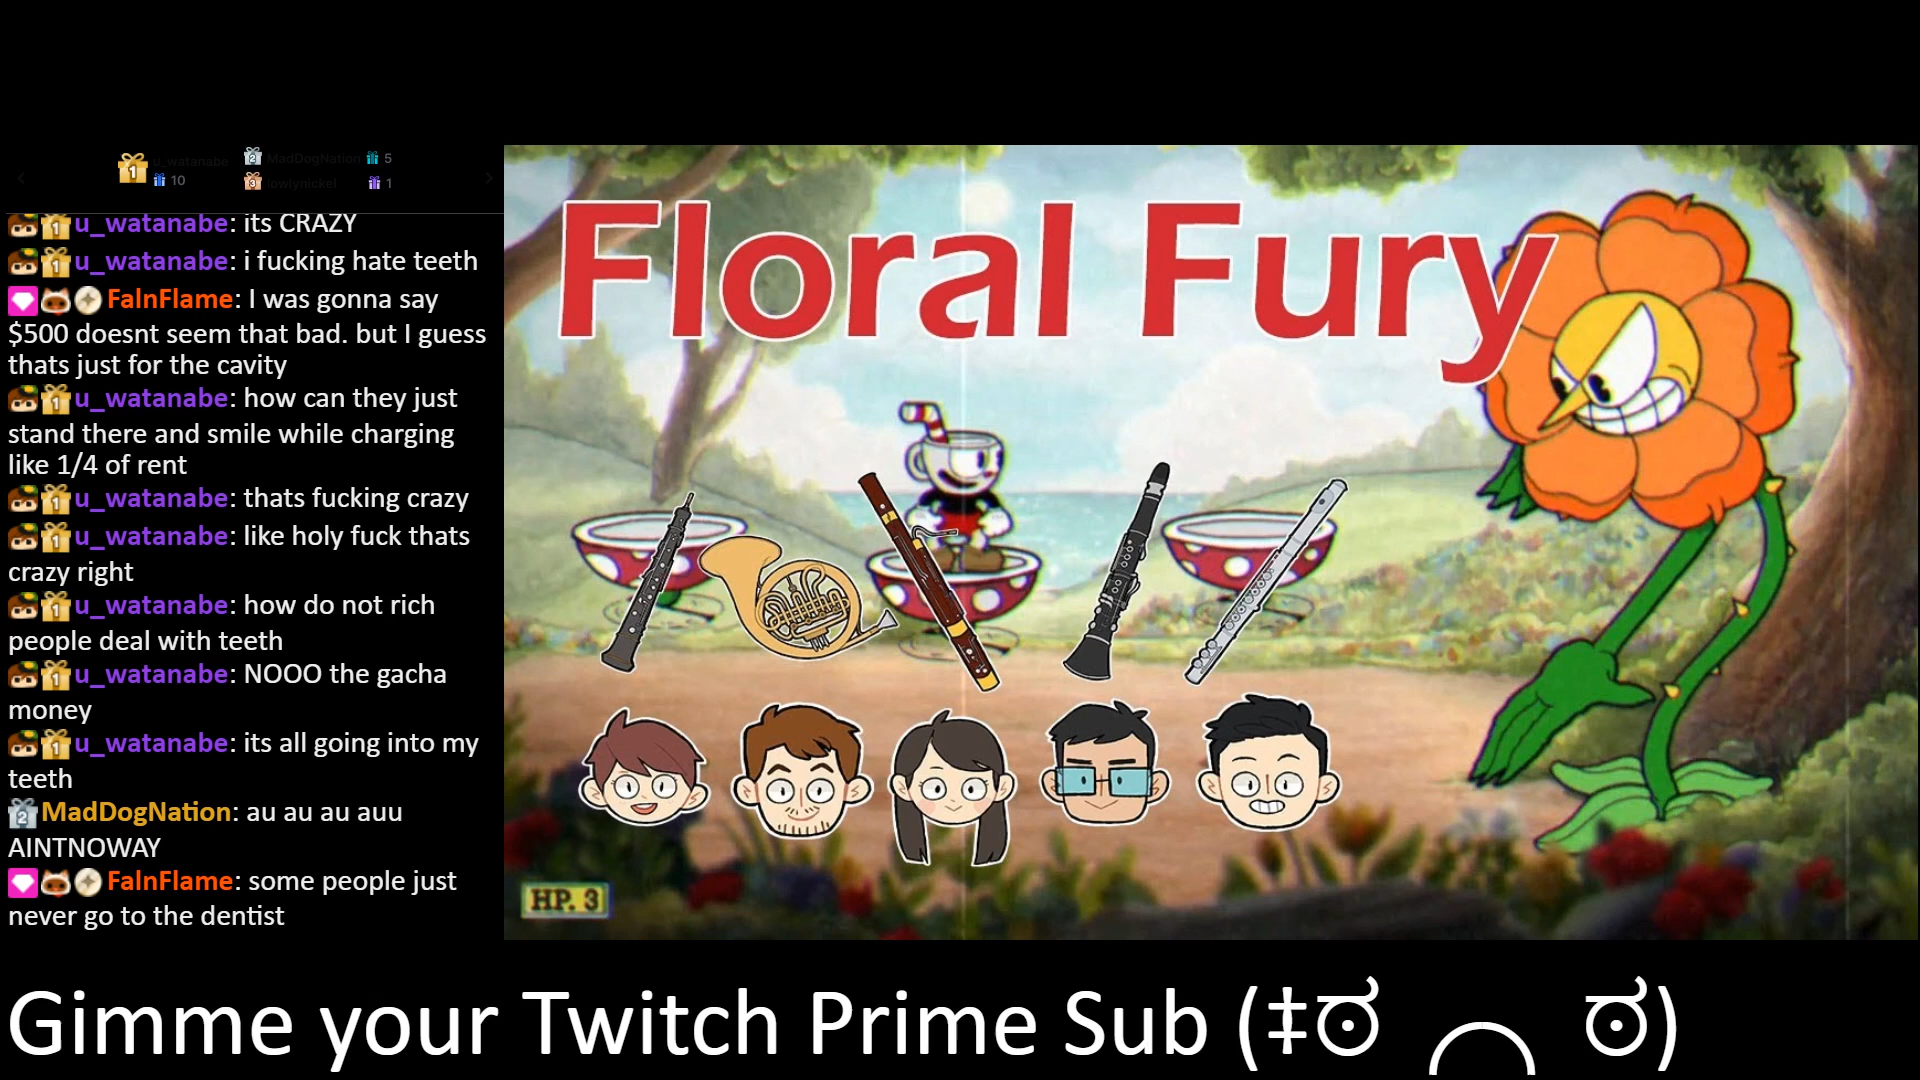 u_watanabe
10
2 MadDogNation 5
3 lowlynickel 1
1
u_watanabe: its CRAZY
u_watanabe: i fucking hate teeth
FalnFlame: I was gonna say
$500 doesnt seem that bad. but I guess
thats just for the cavity
u_watanabe: how can they just
stand there and smile while charging
like 1/4 of rent
u_watanabe: thats fucking crazy
u_watanabe: like holy fuck thats
crazy right
u_watanabe: how do not rich
people deal with teeth
u_watanabe: NOOO the gacha
money
u_watanabe: its all going into my
teeth
MadDogNation: au au au auu
AINTNOWAY
FalnFlame: some people just
never go to the dentist
Floral Fury
HP. 3
Gimme your Twitch Prime Sub (‡ಠ ⁀ ಠ)